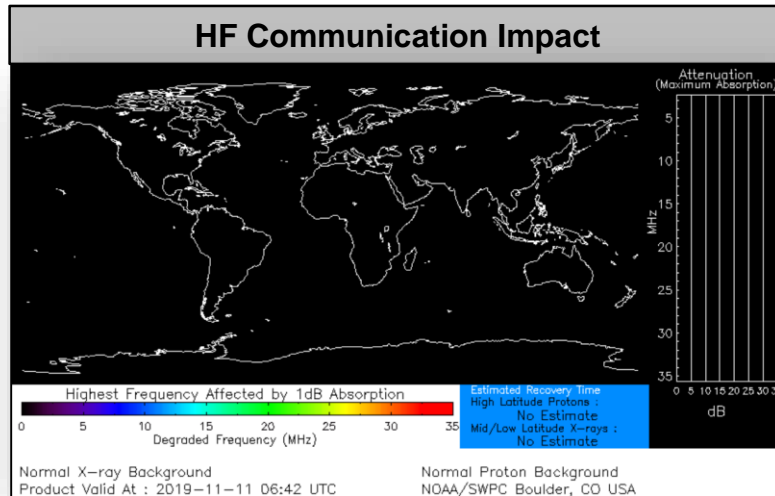 HF Communication Impact
Attenuation
(Maximum Absorption)
5
10
15
20
25
30
35
MHz
0 5 10 15 20 25 30
dB
Highest Frequency Affected by 1dB Absorption
0 5 10 15 20 25 30 35
Degraded Frequency (MHz)
Estimated Recovery Time
High Latitude Protons :
No Estimate
Mid/Low Latitude X-rays :
No Estimate
Normal X-ray Background
Normal Proton Background
Product Valid At : 2019-11-11 06:42 UTC
NOAA/SWPC Boulder, CO USA